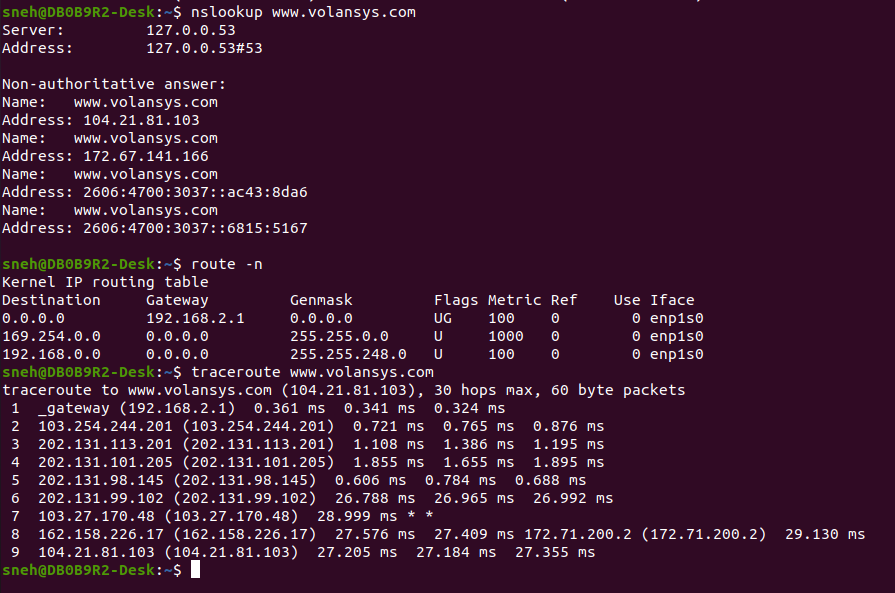 sneh@DB0B9R2-Desk:~$ nslookup www.volansys.com
Server:         127.0.0.53
Address:        127.0.0.53#53

Non-authoritative answer:
Name:   www.volansys.com
Address: 104.21.81.103
Name:   www.volansys.com
Address: 172.67.141.166
Name:   www.volansys.com
Address: 2606:4700:3037::ac43:8da6
Name:   www.volansys.com
Address: 2606:4700:3037::6815:5167

sneh@DB0B9R2-Desk:~$ route -n
Kernel IP routing table
Destination     Gateway         Genmask         Flags Metric Ref    Use Iface
0.0.0.0         192.168.2.1     0.0.0.0         UG    100    0        0 enp1s0
169.254.0.0     0.0.0.0         255.255.0.0     U     1000   0        0 enp1s0
192.168.0.0     0.0.0.0         255.255.248.0   U     100    0        0 enp1s0
sneh@DB0B9R2-Desk:~$ traceroute www.volansys.com
traceroute to www.volansys.com (104.21.81.103), 30 hops max, 60 byte packets
 1  _gateway (192.168.2.1)  0.361 ms  0.341 ms  0.324 ms
 2  103.254.244.201 (103.254.244.201)  0.721 ms  0.765 ms  0.876 ms
 3  202.131.113.201 (202.131.113.201)  1.108 ms  1.386 ms  1.195 ms
 4  202.131.101.205 (202.131.101.205)  1.855 ms  1.655 ms  1.895 ms
 5  202.131.98.145 (202.131.98.145)  0.606 ms  0.784 ms  0.688 ms
 6  202.131.99.102 (202.131.99.102)  26.788 ms  26.965 ms  26.992 ms
 7  103.27.170.48 (103.27.170.48)  28.999 ms * *
 8  162.158.226.17 (162.158.226.17)  27.576 ms  27.409 ms 172.71.200.2 (172.71.200.2)  29.130 ms
 9  104.21.81.103 (104.21.81.103)  27.205 ms  27.184 ms  27.355 ms
sneh@DB0B9R2-Desk:~$